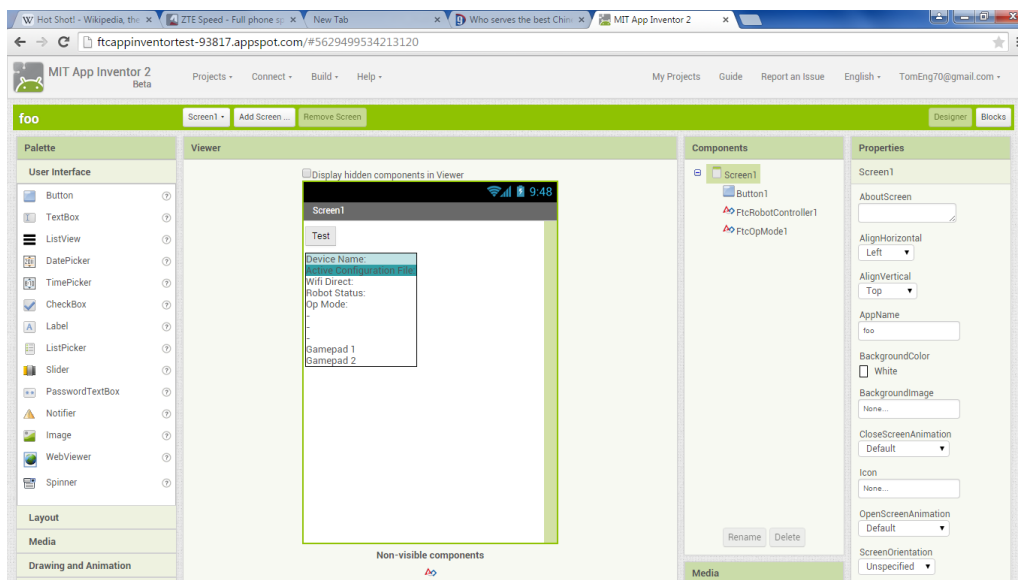 Hot Shot! - Wikipedia, the
ZTE Speed - Full phone sp
New Tab
Who serves the best Chin
MIT App Inventor 2
ftcappinventortest-93817.appspot.com/#5629499534213120
MIT App Inventor 2
Beta
Projects
Connect
Build
Help
My Projects
Guide
Report an Issue
English
TomEng70@gmail.com
foo
Screen1
Add Screen ...
Remove Screen
Designer
Blocks
Palette
User Interface
Button
TextBox
ListView
DatePicker
TimePicker
CheckBox
Label
ListPicker
Slider
PasswordTextBox
Notifier
Image
WebViewer
Spinner
Layout
Media
Drawing and Animation
Viewer
Display hidden components in Viewer
9:48
Screen1
Test
Device Name:
Active Configuration File:
Wifi Direct:
Robot Status:
Op Mode:
-
-
-
Gamepad 1
Gamepad 2
Non-visible components
Components
Screen1
Button1
FtcRobotController1
FtcOpMode1
Rename
Delete
Media
Properties
Screen1
AboutScreen
AlignHorizontal
Left
AlignVertical
Top
AppName
foo
BackgroundColor
White
BackgroundImage
None...
CloseScreenAnimation
Default
Icon
None...
OpenScreenAnimation
Default
ScreenOrientation
Unspecified